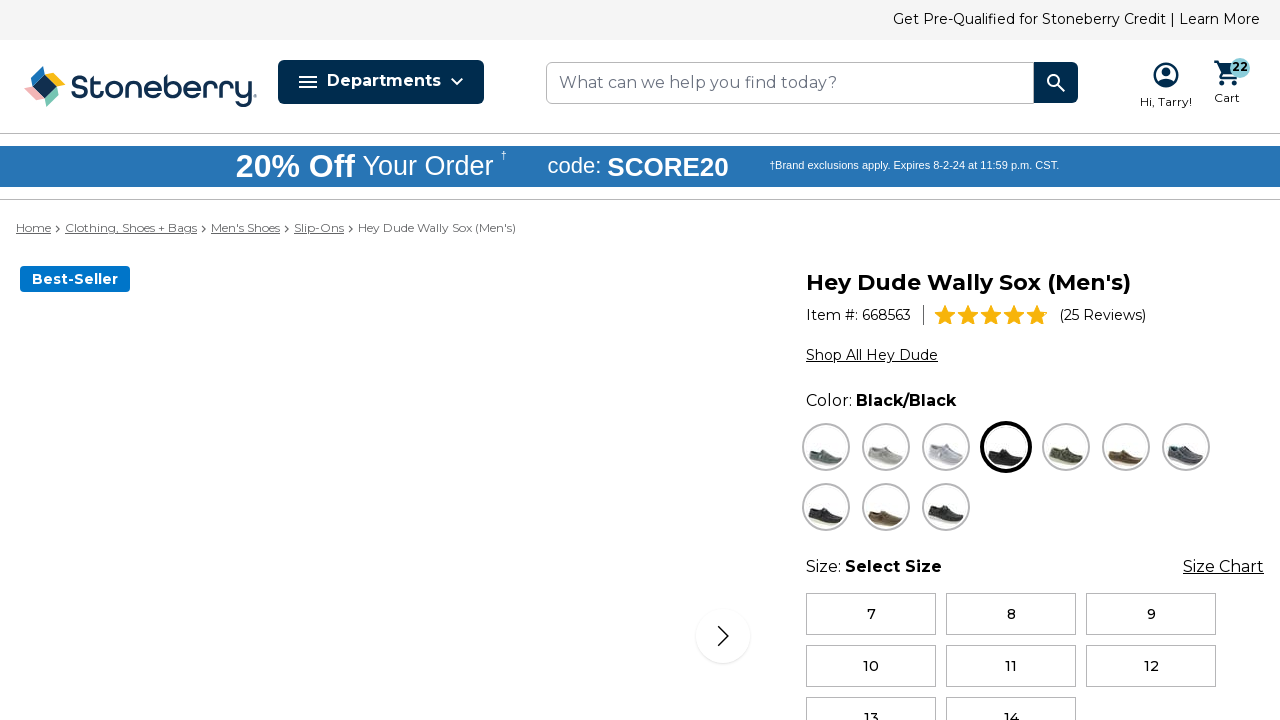 Get Pre-Qualified for Stoneberry Credit | Learn More
Stoneberry
Departments
What can we help you find today?
Hi, Tarry!
22
Cart
20% Off Your Order † code: SCORE20 †Brand exclusions apply. Expires 8-2-24 at 11:59 p.m. CST.
Home > Clothing, Shoes + Bags > Men's Shoes > Slip-Ons > Hey Dude Wally Sox (Men's)
Best-Seller
Hey Dude Wally Sox (Men's)
Item #: 668563 (25 Reviews)
Shop All Hey Dude
Color: Black/Black
Size: Select Size Size Chart
7 8 9
10 11 12
13 14